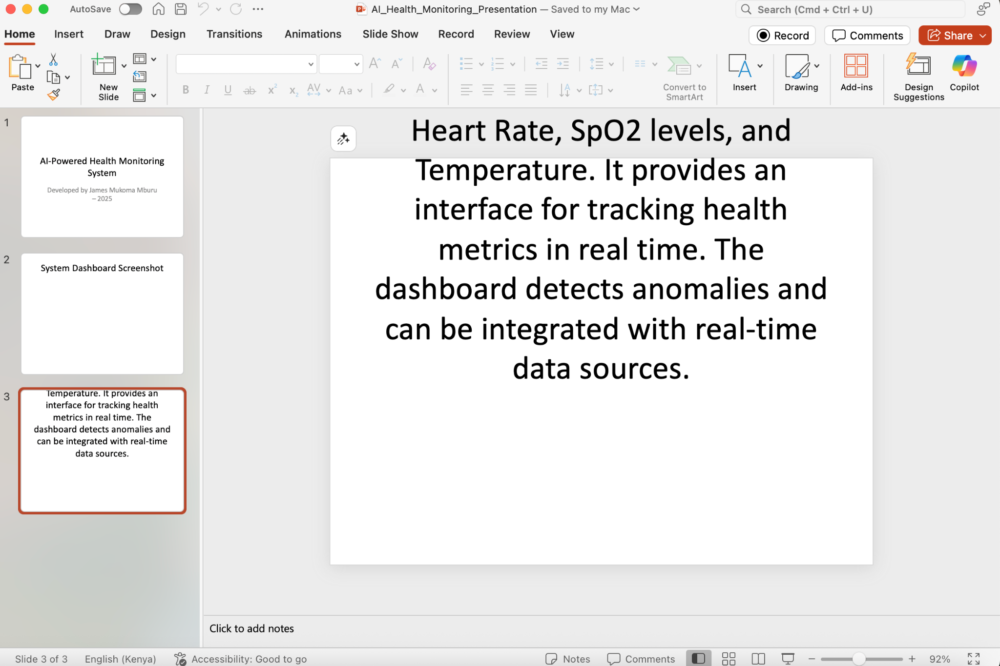 AutoSave
AI_Health_Monitoring_Presentation — Saved to my Mac
Search (Cmd + Ctrl + U)
Home
Insert
Draw
Design
Transitions
Animations
Slide Show
Record
Review
View
Record
Comments
Share
Paste
New
Slide
Convert to
SmartArt
Insert
Drawing
Add-ins
Design
Suggestions
Copilot
1
AI-Powered Health Monitoring
System
Developed by James Mukoma Mburu
– 2025
2
System Dashboard Screenshot
3
Temperature. It provides an
interface for tracking health
metrics in real time. The
dashboard detects anomalies and
can be integrated with real-time
data sources.
Heart Rate, SpO2 levels, and
Temperature. It provides an
interface for tracking health
metrics in real time. The
dashboard detects anomalies and
can be integrated with real-time
data sources.
Click to add notes
Slide 3 of 3
English (Kenya)
Accessibility: Good to go
Notes
Comments
92%